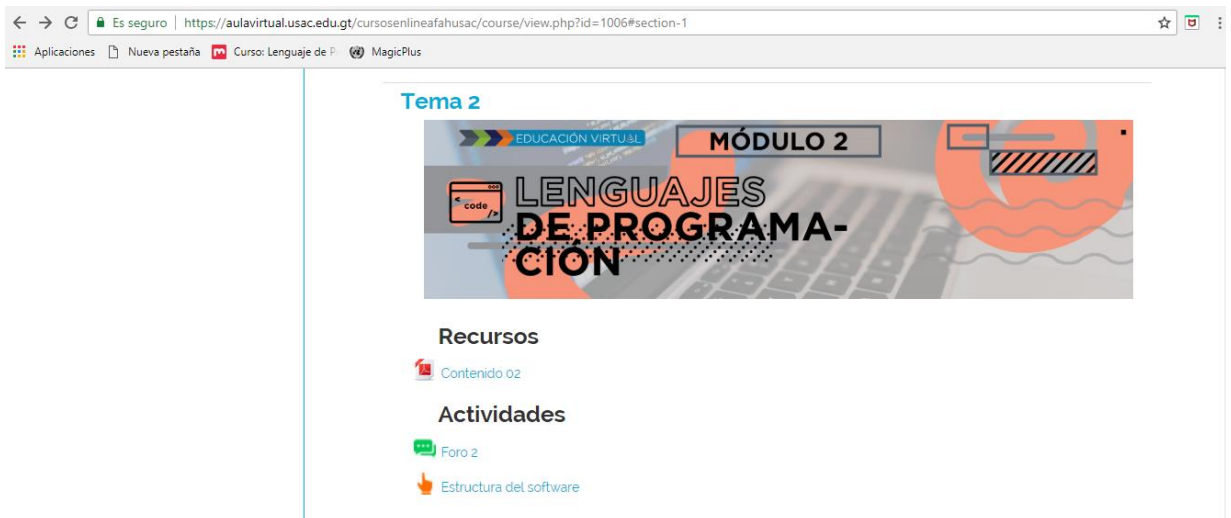 Es seguro | https://aulavirtual.usac.edu.gt/cursosenlineafahusac/course/view.php?id=1006#section-1
Aplicaciones Nueva pestaña Curso: Lenguaje de P MagicPlus
Tema 2
EDUCACIÓN VIRTUAL
MÓDULO 2
< code />
LENGUAJES
DE PROGRAMA-
CIÓN
Recursos
Contenido 02
Actividades
Foro 2
Estructura del software